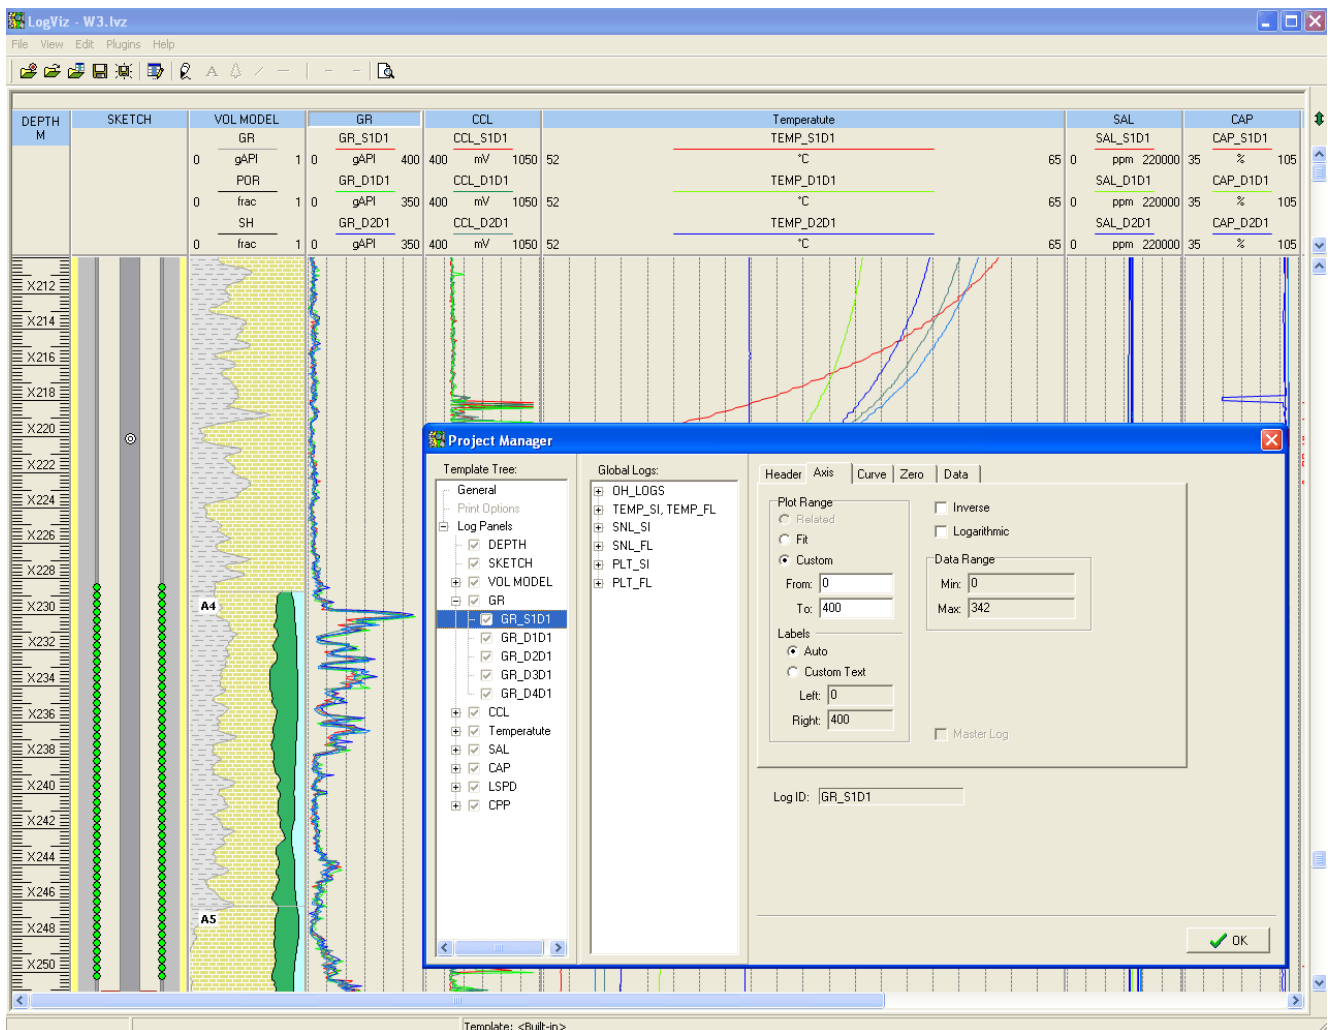 LogViz - W3.lvz
File View Edit Plugins Help
DEPTH M
SKETCH
VOL MODEL
GR
0 gAPI 1
POR
0 frac 1
SH
0 frac 1
GR
GR_S1D1
0 gAPI 400
GR_D1D1
0 gAPI 350
GR_D2D1
0 gAPI 350
CCL
CCL_S1D1
400 mV 1050
CCL_D1D1
400 mV 1050
CCL_D2D1
400 mV 1050
Temperatute
TEMP_S1D1
52 °C 65
TEMP_D1D1
52 °C 65
TEMP_D2D1
52 °C 65
SAL
SAL_S1D1
0 ppm 220000
SAL_D1D1
0 ppm 220000
SAL_D2D1
0 ppm 220000
CAP
CAP_S1D1
35 % 105
CAP_D1D1
35 % 105
CAP_D2D1
35 % 105
X212
X214
X216
X218
X220
X222
X224
X226
X228
X230
X232
X234
X236
X238
X240
X242
X244
X246
X248
X250
A4
A5
Project Manager
Template Tree:
General
Print Options
Log Panels
DEPTH
SKETCH
VOL MODEL
GR
GR_S1D1
GR_D1D1
GR_D2D1
GR_D3D1
GR_D4D1
CCL
Temperatute
SAL
CAP
LSPD
CPP
Global Logs:
OH_LOGS
TEMP_SI, TEMP_FL
SNL_SI
SNL_FL
PLT_SI
PLT_FL
Header Axis Curve Zero Data
Plot Range
Related
Fit
Custom
From: 0
To: 400
Labels
Auto
Custom Text
Left: 0
Right: 400
Inverse
Logarithmic
Data Range
Min: 0
Max: 342
Master Log
Log ID: GR_S1D1
OK
Template: <Built-in>